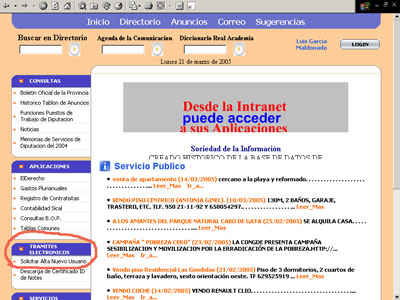 Inicio Directorio Anuncios Correo Sugerencias
Buscar en Directorio
Agenda de la Comunicacion
Diccionario Real Academia
Luis Garcia
Maldonado
LOGIN
Lunes 21 de marzo de 2005
CONSULTAS
Boletin Oficial de la Provincia
Historico Tablon de Anuncios
Funciones Puestos de
Trabajo de Diputacion
Noticias
Memorias de Servicios de
Diputacion del 2004
APLICACIONES
ElDerecho
Gastos Plurianuales
Registro de Contratistas
Contabilidad Sical
Consultas B.O.P.
Tablas Comunes
TRAMITES
ELECTRONICOS
Solicitar Alta Nuevo Usuario
Descarga de Certificado ID
de Notes
SERVICIOS
Desde la Intranet
puede acceder
a sus Aplicaciones
Sociedad de la Información
CREADO HISTORICO DE LA BASE DE DATOS DE
Servicio Publico
venta de apartamento (14/03/2005) cercano a la playa y reformado..................
................Leer_Mas Ir_a...
VENDO PISO CENTRICO (ANTONIA GIMEL). (10/03/2005) 130M, 2 BAÑOS, GARAJE,
TRASTERO, ETC. TLF. 950 21-11-92 Y 658054297..................Leer_Mas
A LOS AMANTES DEL PARQUE NATURAL CABO DE GATA (25/02/2005) SE ALQUILA CASA. ....
.................Leer_Mas
CAMPAÑA " POBREZA CERO" (23/02/2005) LA CONGDE PRESENTA CAMPAÑA
SESIBILIZACION Y MOVILIZACION POR LA ERRADICACIÓN DE LA POBREZA,HTTP:/...
Leer_Mas Ir_a...
Vendo piso Residencial Las Gondolas (21/02/2005) Piso de 3 dormitorios, 2 cuartos de
baño, terraza y lavadero, sexta orientación oeste. Tf 629525919 ... Leer_Mas
VENDO COCHE (14/02/2005) VENDO RENAULT CLIO.